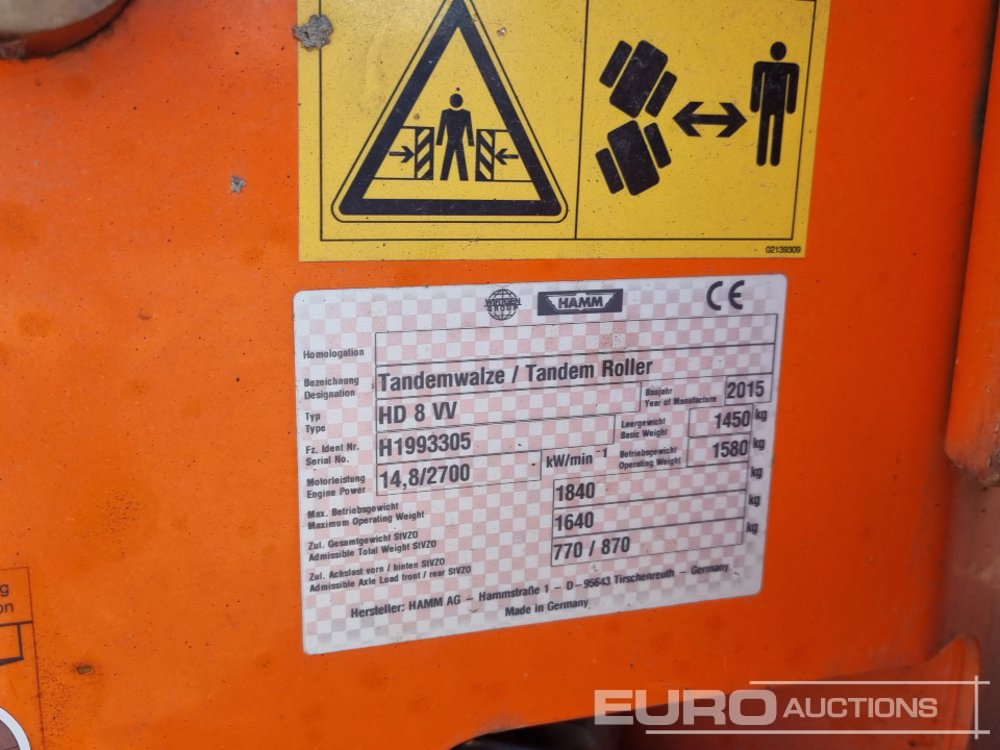 02139309
WIRTGEN GROUP
HAMM
CE
Homologation
Bezeichnung
Designation
Tandemwalze / Tandem Roller
Typ
Type
HD 8 VV
Baujahr
Year of Manufacture
2015
Fz. Ident Nr.
Serial No.
H1993305
Leergewicht
Basic Weight
1450 kg
Motorleistung
Engine Power
14,8/2700
kW/min -1
Betriebsgewicht
Operating Weight
1580 kg
Max. Betriebsgewicht
Maximum Operating Weight
1840 kg
Zul. Gesamtgewicht StVZO
Admissible Total Weight StVZO
1640 kg
Zul. Achslast vorn / hinten StVZO
Admissible Axle Load front / rear StVZO
770 / 870 kg
Hersteller: HAMM AG – Hammstraße 1 – D-95643 Tirschenreuth – Germany
Made in Germany
EURO AUCTIONS